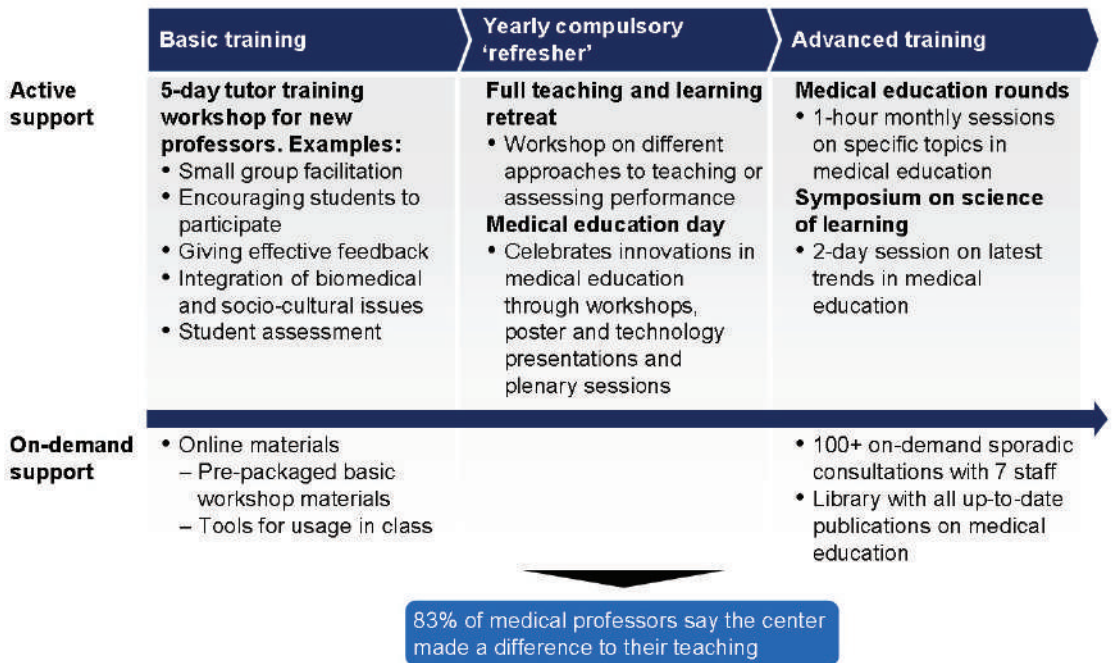 Basic training
Yearly compulsory
‘refresher’
Advanced training
Active
support
5-day tutor training
workshop for new
professors. Examples:
• Small group facilitation
• Encouraging students to
participate
• Giving effective feedback
• Integration of biomedical
and socio-cultural issues
• Student assessment
Full teaching and learning
retreat
• Workshop on different
approaches to teaching or
assessing performance
Medical education day
• Celebrates innovations in
medical education
through workshops,
poster and technology
presentations and
plenary sessions
Medical education rounds
• 1-hour monthly sessions
on specific topics in
medical education
Symposium on science
of learning
• 2-day session on latest
trends in medical
education
On-demand
support
• Online materials
– Pre-packaged basic
workshop materials
– Tools for usage in class
• 100+ on-demand sporadic
consultations with 7 staff
• Library with all up-to-date
publications on medical
education
83% of medical professors say the center
made a difference to their teaching